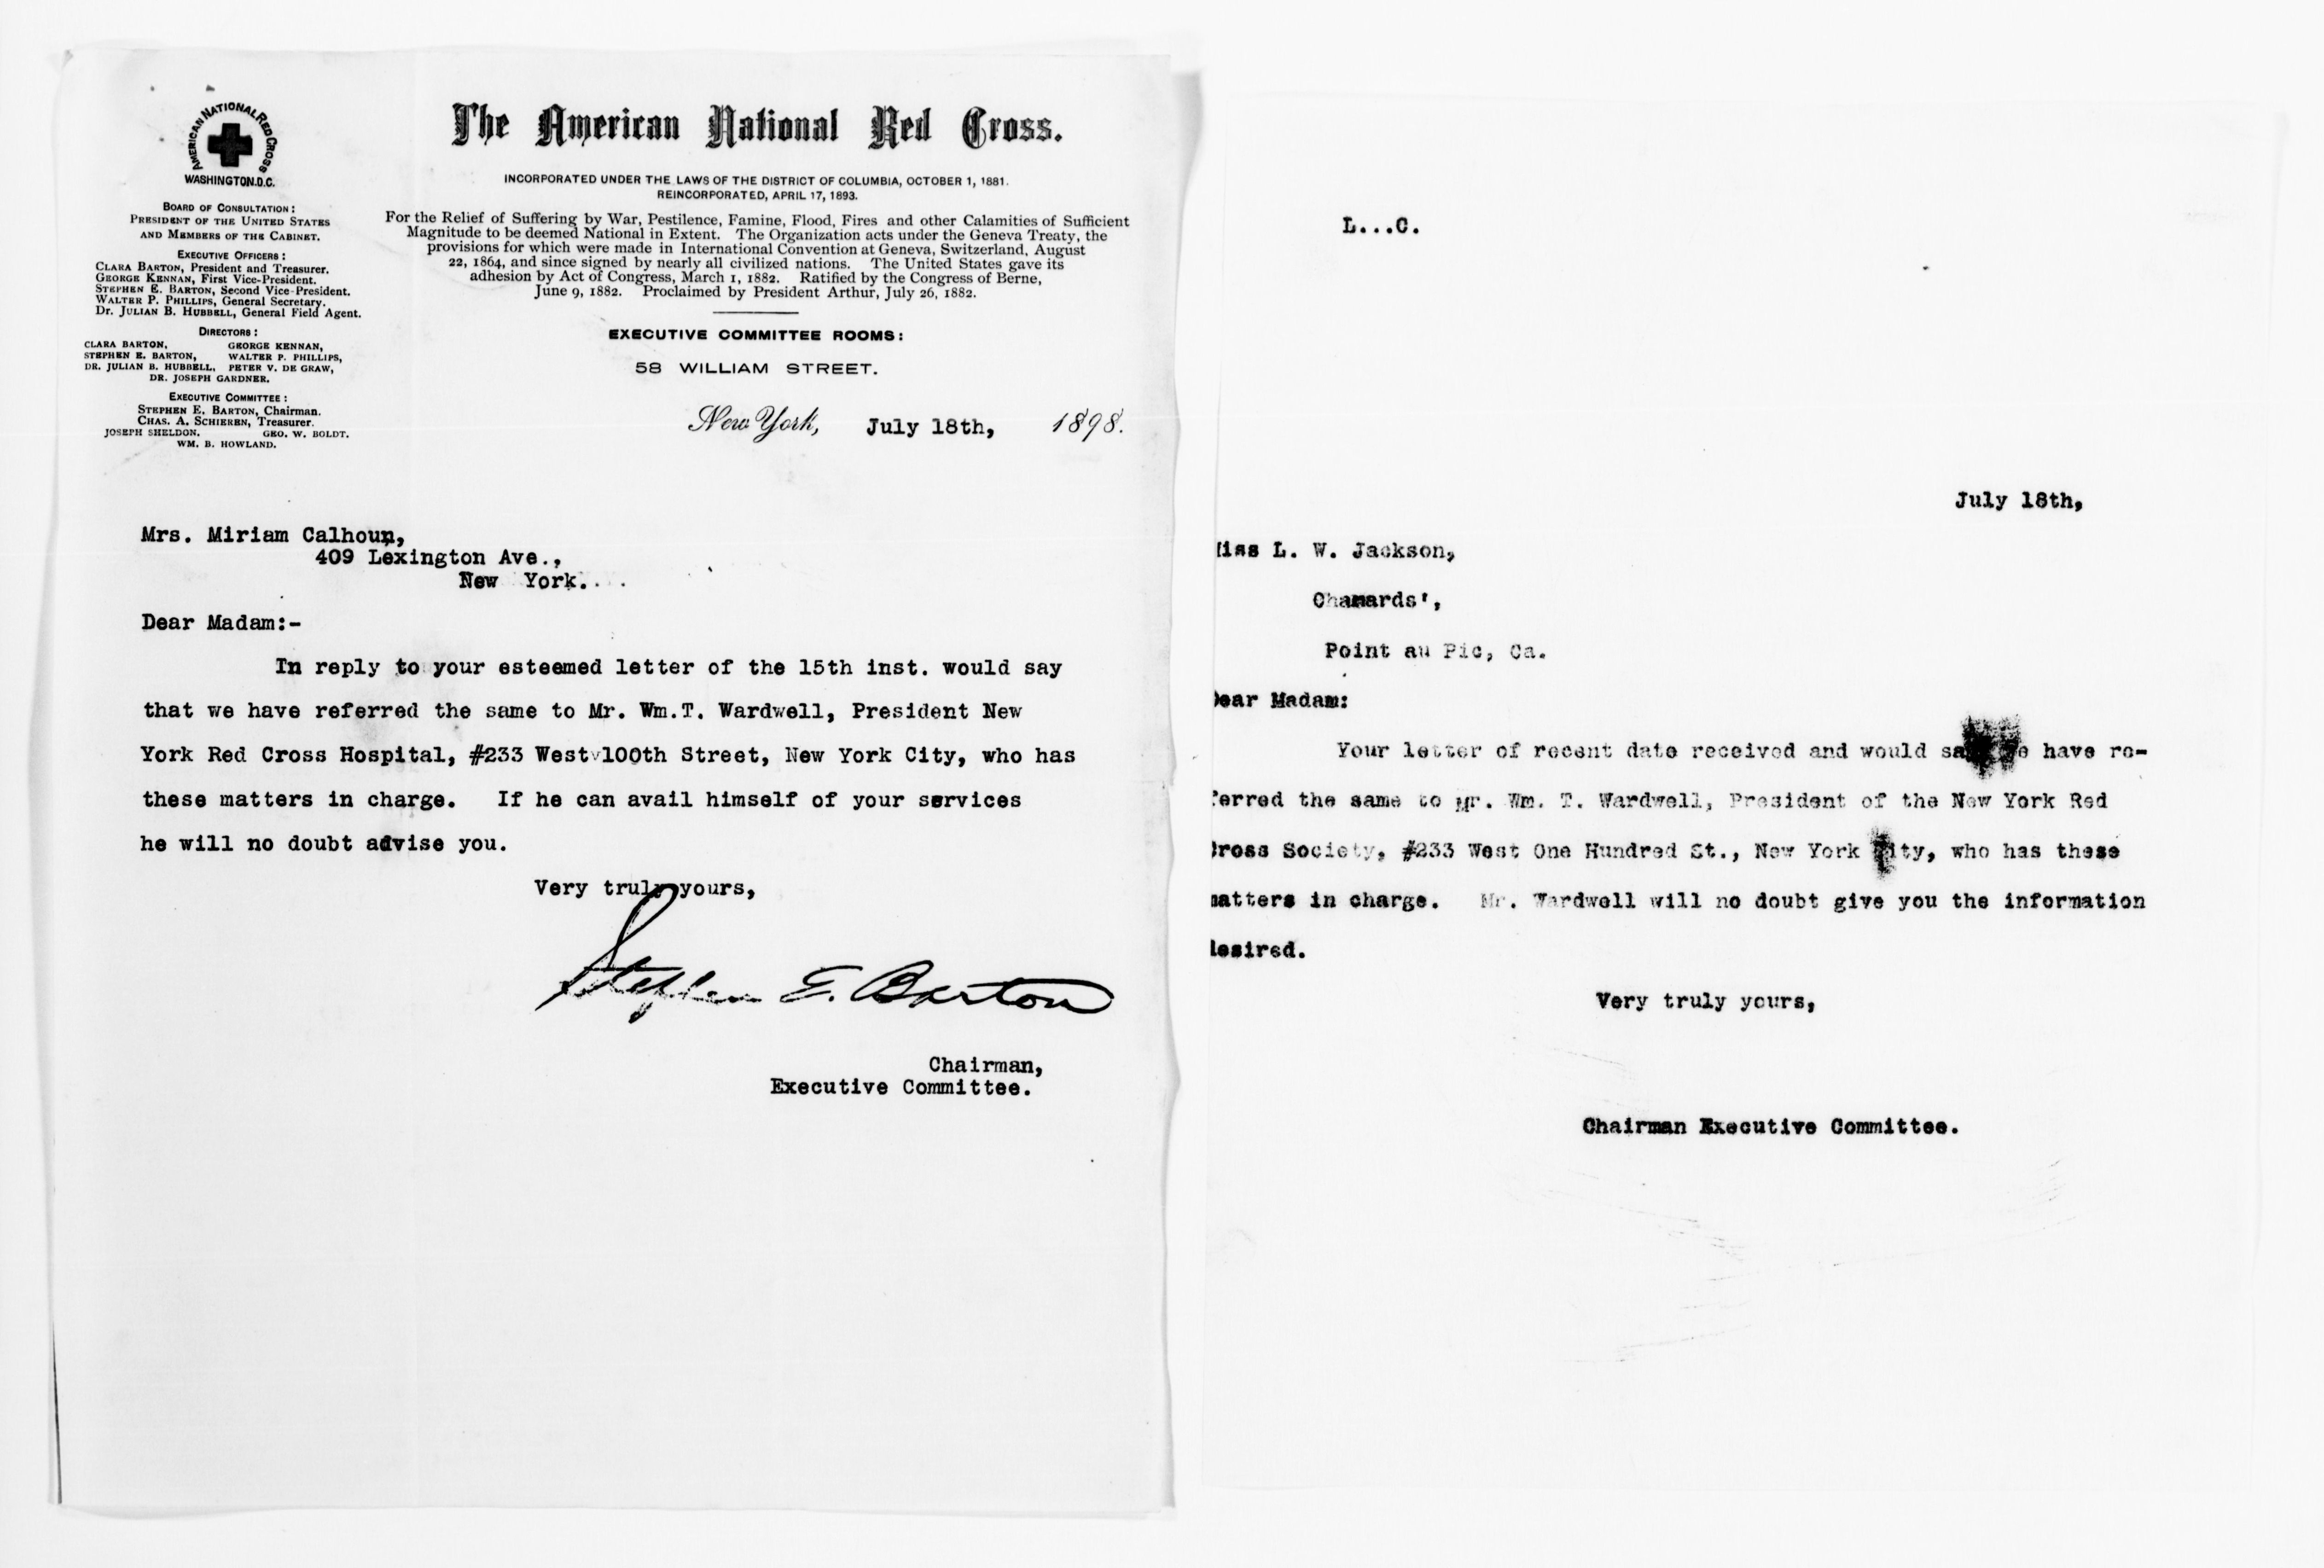 AMERICAN NATIONAL RED CROSS
WASHINGTON.D.C.
BOARD OF CONSULTATION:
PRESIDENT OF THE UNITED STATES
AND MEMBERS OF THE CABINET.
EXECUTIVE OFFICERS:
CLARA BARTON, President and Treasurer.
GEORGE KENNAN, First Vice-President.
STEPHEN E. BARTON, Second Vice-President.
WALTER P. PHILLIPS, General Secretary.
Dr. JULIAN B. HUBBELL, General Field Agent.
DIRECTORS:
CLARA BARTON, GEORGE KENNAN,
STEPHEN E. BARTON, WALTER P. PHILLIPS,
DR. JULIAN B. HUBBELL, PETER V. DE GRAW,
DR. JOSEPH GARDNER.
EXECUTIVE COMMITTEE:
STEPHEN E. BARTON, Chairman.
CHAS. A. SCHIEREN, Treasurer.
JOSEPH SHELDON. GEO. W. BOLDT.
WM. B. HOWLAND.
The American National Red Cross.
INCORPORATED UNDER THE LAWS OF THE DISTRICT OF COLUMBIA, OCTOBER 1, 1881.
REINCORPORATED, APRIL 17, 1893.
For the Relief of Suffering by War, Pestilence, Famine, Flood, Fires and other Calamities of Sufficient
Magnitude to be deemed National in Extent. The Organization acts under the Geneva Treaty, the
provisions for which were made in International Convention at Geneva, Switzerland, August
22, 1864, and since signed by nearly all civilized nations. The United States gave its
adhesion by Act of Congress, March 1, 1882. Ratified by the Congress of Berne,
June 9, 1882. Proclaimed by President Arthur, July 26, 1882.
EXECUTIVE COMMITTEE ROOMS:
58 WILLIAM STREET.
New York, July 18th, 1898.
Mrs. Miriam Calhoun,
409 Lexington Ave.,
New York...
Dear Madam:-
In reply to your esteemed letter of the 15th inst. would say
that we have referred the same to Mr. Wm.T. Wardwell, President New
York Red Cross Hospital, #233 West 100th Street, New York City, who has
these matters in charge. If he can avail himself of your services
he will no doubt advise you.
Very truly yours,
Stephen E. Barton
Chairman,
Executive Committee.
L...C.
July 18th,
iss L. W. Jackson,
Chamards',
Point au Pic, Ca.
ear Madam:
Your letter of recent date received and would sa e have re-
ferred the same to Mr. Wm. T. Wardwell, President of the New York Red
ross Society, #233 West One Hundred St., New York City, who has these
matters in charge. Mr. Wardwell will no doubt give you the information
desired.
Very truly yours,
Chairman Executive Committee.